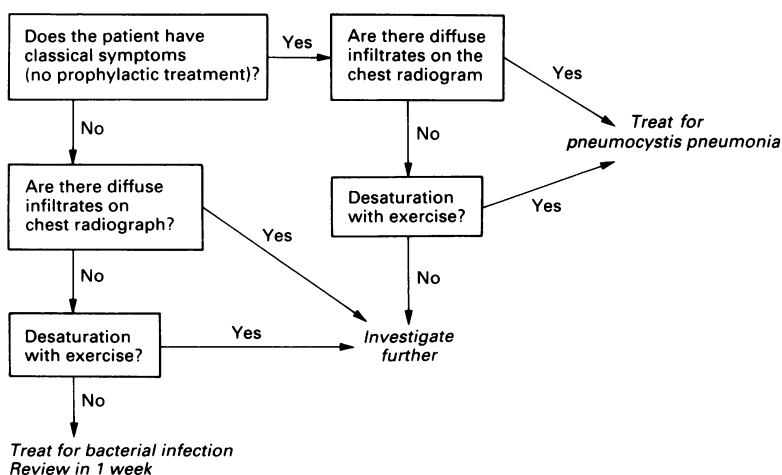 Does the patient have
classical symptoms
(no prophylactic treatment)?
Yes
Are there diffuse
infiltrates on the
chest radiogram
Yes
No
No
Treat for
pneumocystis pneumonia
Are there diffuse
infiltrates on
chest radiograph?
Yes
Desaturation
with exercise?
Yes
No
No
Desaturation
with exercise?
Yes
Investigate
further
No
Treat for bacterial infection
Review in 1 week